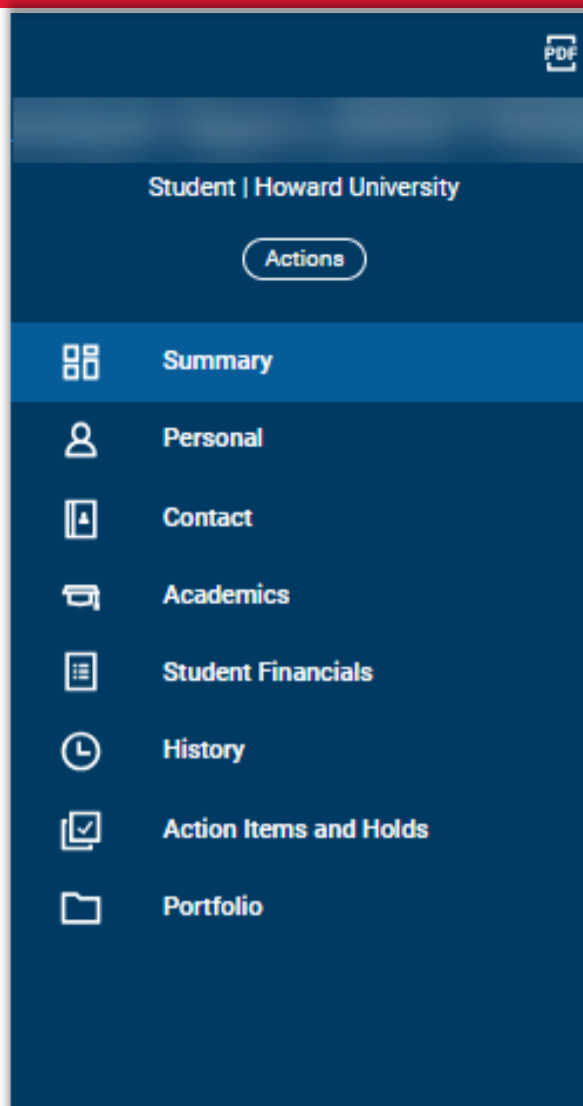 PDF
Student | Howard University
Actions
Summary
Personal
Contact
Academics
Student Financials
History
Action Items and Holds
Portfolio